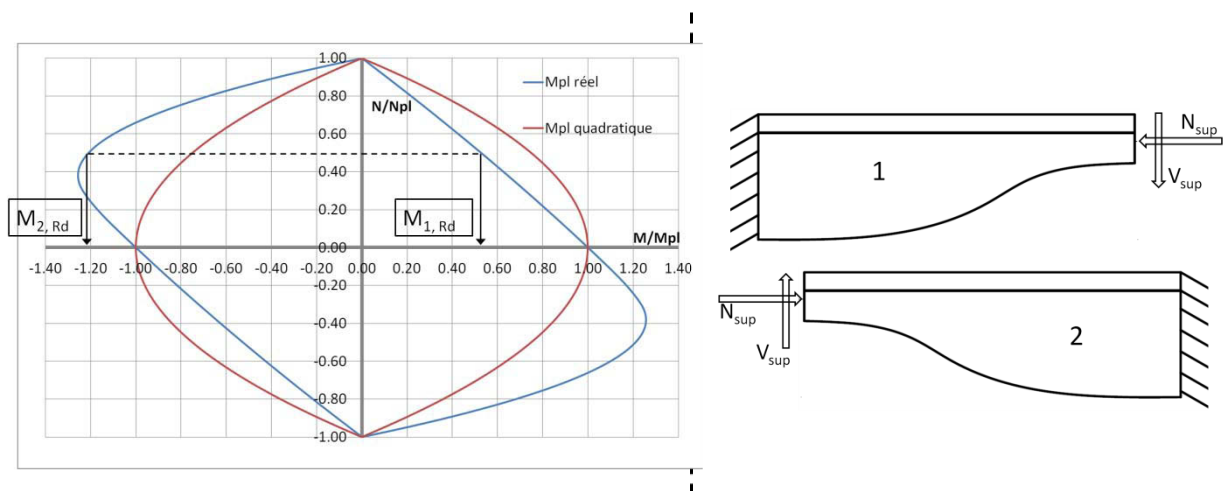 1.00
0.80
0.60
0.40
0.20
0.00
-0.20
-0.40
-0.60
-0.80
-1.00
-1.40 -1.20 -1.00 -0.80 -0.60 -0.40 -0.20 0.00 0.20 0.40 0.60 0.80 1.00 1.20 1.40
N/Npl
M/Mpl
Mpl réel
Mpl quadratique
M2, Rd
M1, Rd
1
Nsup
Vsup
2
Nsup
Vsup